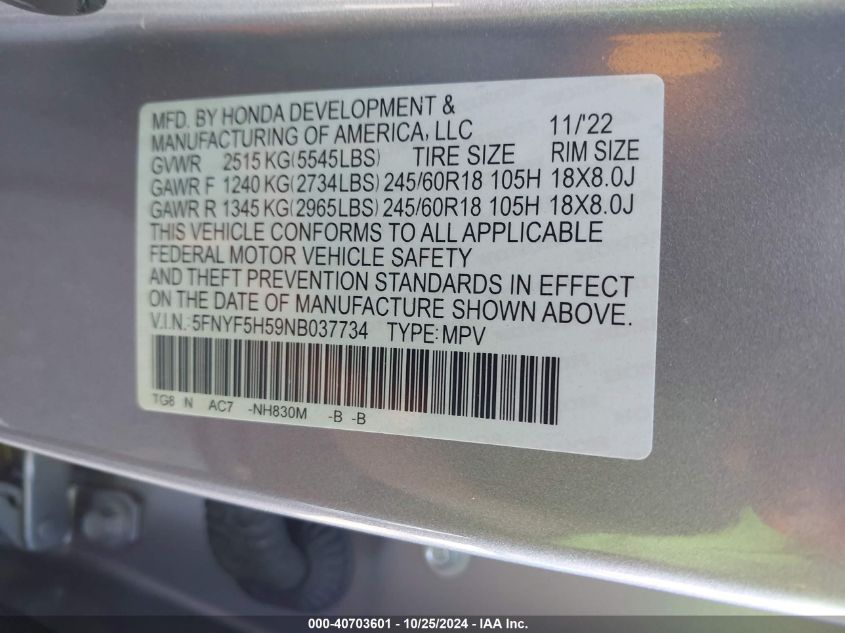 MFD. BY HONDA DEVELOPMENT &
MANUFACTURING OF AMERICA, LLC 11/'22
GVWR 2515 KG(5545LBS) TIRE SIZE RIM SIZE
GAWR F 1240 KG(2734LBS) 245/60R18 105H 18X8.0J
GAWR R 1345 KG(2965LBS) 245/60R18 105H 18X8.0J
THIS VEHICLE CONFORMS TO ALL APPLICABLE
FEDERAL MOTOR VEHICLE SAFETY
AND THEFT PREVENTION STANDARDS IN EFFECT
ON THE DATE OF MANUFACTURE SHOWN ABOVE.
V.I.N.:5FNYF5H59NB037734 TYPE:MPV
TG8 N AC7 -NH830M -B -B
000-40703601 - 10/25/2024 - IAA Inc.